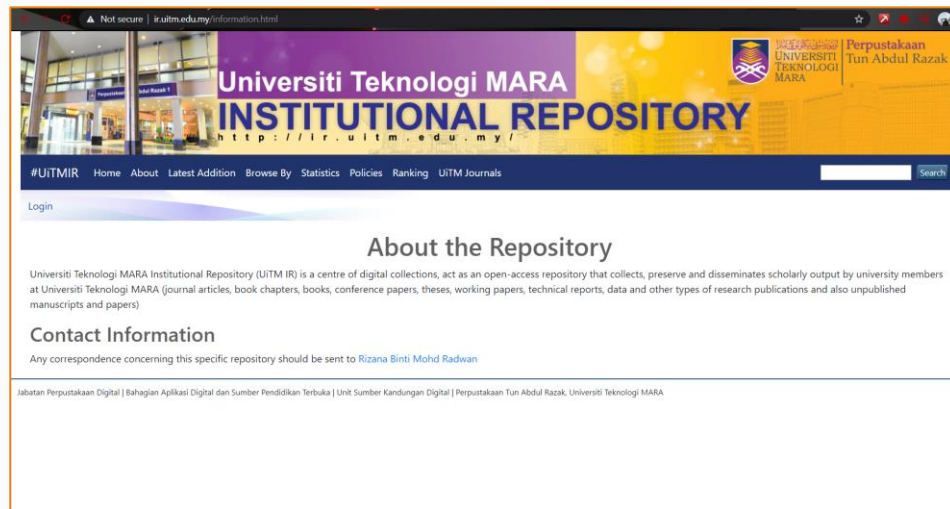 Not secure | ir.uitm.edu.my/information.html
Universiti Teknologi MARA
INSTITUTIONAL REPOSITORY
http://ir.uitm.edu.my/
UNIVERSITI
TEKNOLOGI
MARA
Perpustakaan
Tun Abdul Razak
#UiTMIR Home About Latest Addition Browse By Statistics Policies Ranking UiTM Journals Search
Login
About the Repository
Universiti Teknologi MARA Institutional Repository (UiTM IR) is a centre of digital collections, act as an open-access repository that collects, preserve and disseminates scholarly output by university members
at Universiti Teknologi MARA (journal articles, book chapters, books, conference papers, theses, working papers, technical reports, data and other types of research publications and also unpublished
manuscripts and papers)
Contact Information
Any correspondence concerning this specific repository should be sent to Rizana Binti Mohd Radwan
Jabatan Perpustakaan Digital | Bahagian Aplikasi Digital dan Sumber Pendidikan Terbuka | Unit Sumber Kandungan Digital | Perpustakaan Tun Abdul Razak, Universiti Teknologi MARA